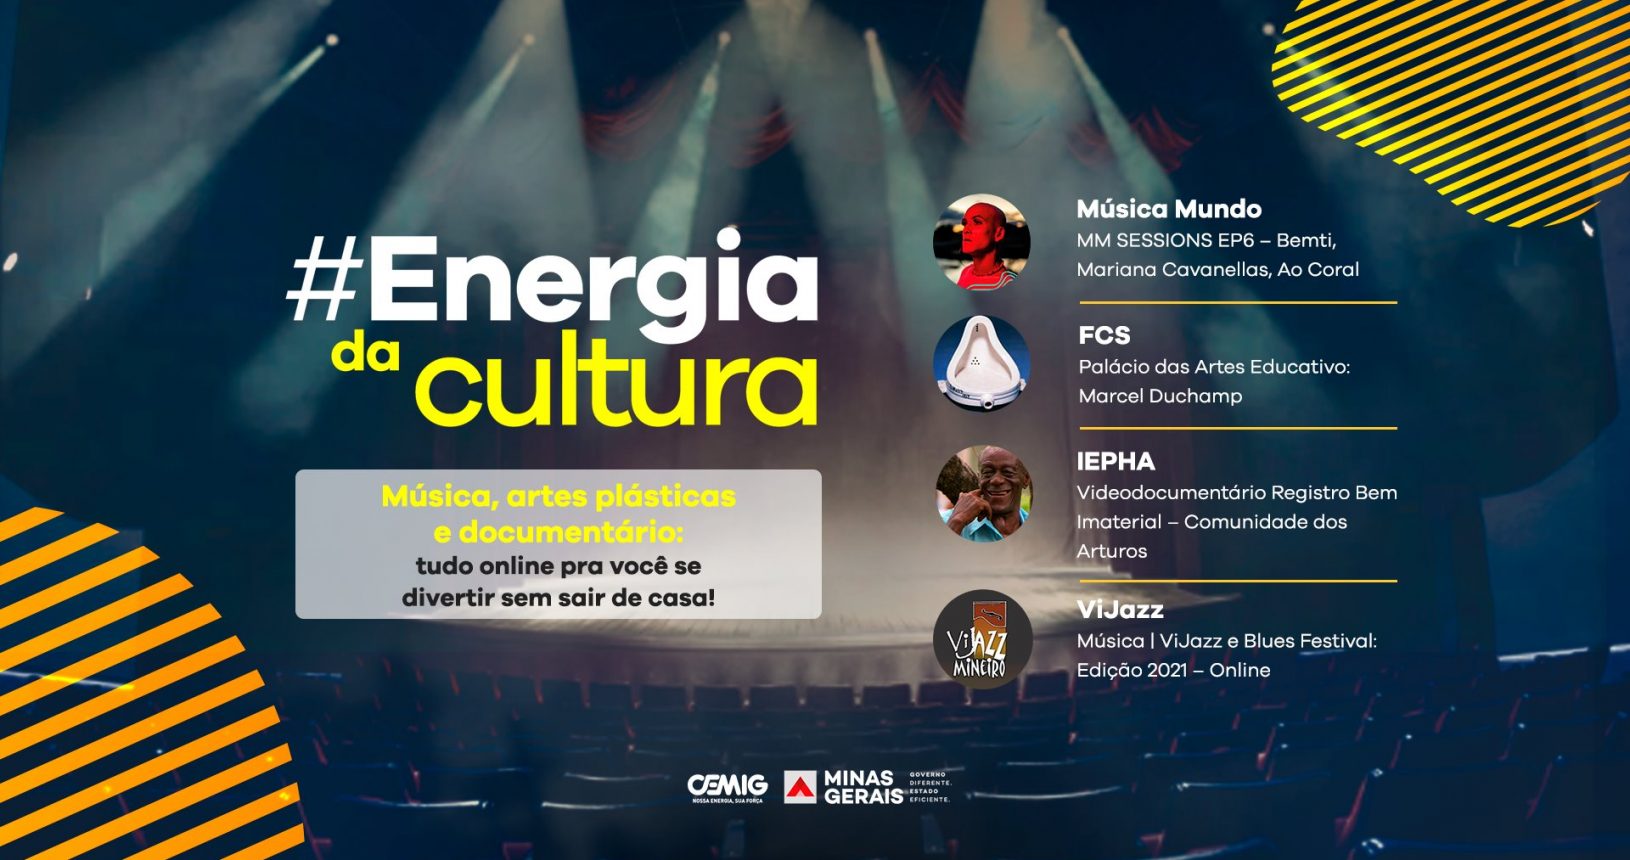 #Energia
da
cultura
Música, artes plásticas
e documentário:
tudo online pra você se
divertir sem sair de casa!
Música Mundo
MM SESSIONS EP6 – Bemti,
Mariana Cavanellas, Ao Coral
FCS
Palácio das Artes Educativo:
Marcel Duchamp
IEPHA
Videodocumentário Registro Bem
Imaterial – Comunidade dos
Arturos
ViJazz
Música | ViJazz e Blues Festival:
Edição 2021 – Online
ViJAZZ
MINEIRO
CEMIG
NOSSA ENERGIA, SUA FORÇA
MINAS
GERAIS
GOVERNO
DIFERENTE.
ESTADO
EFICIENTE.